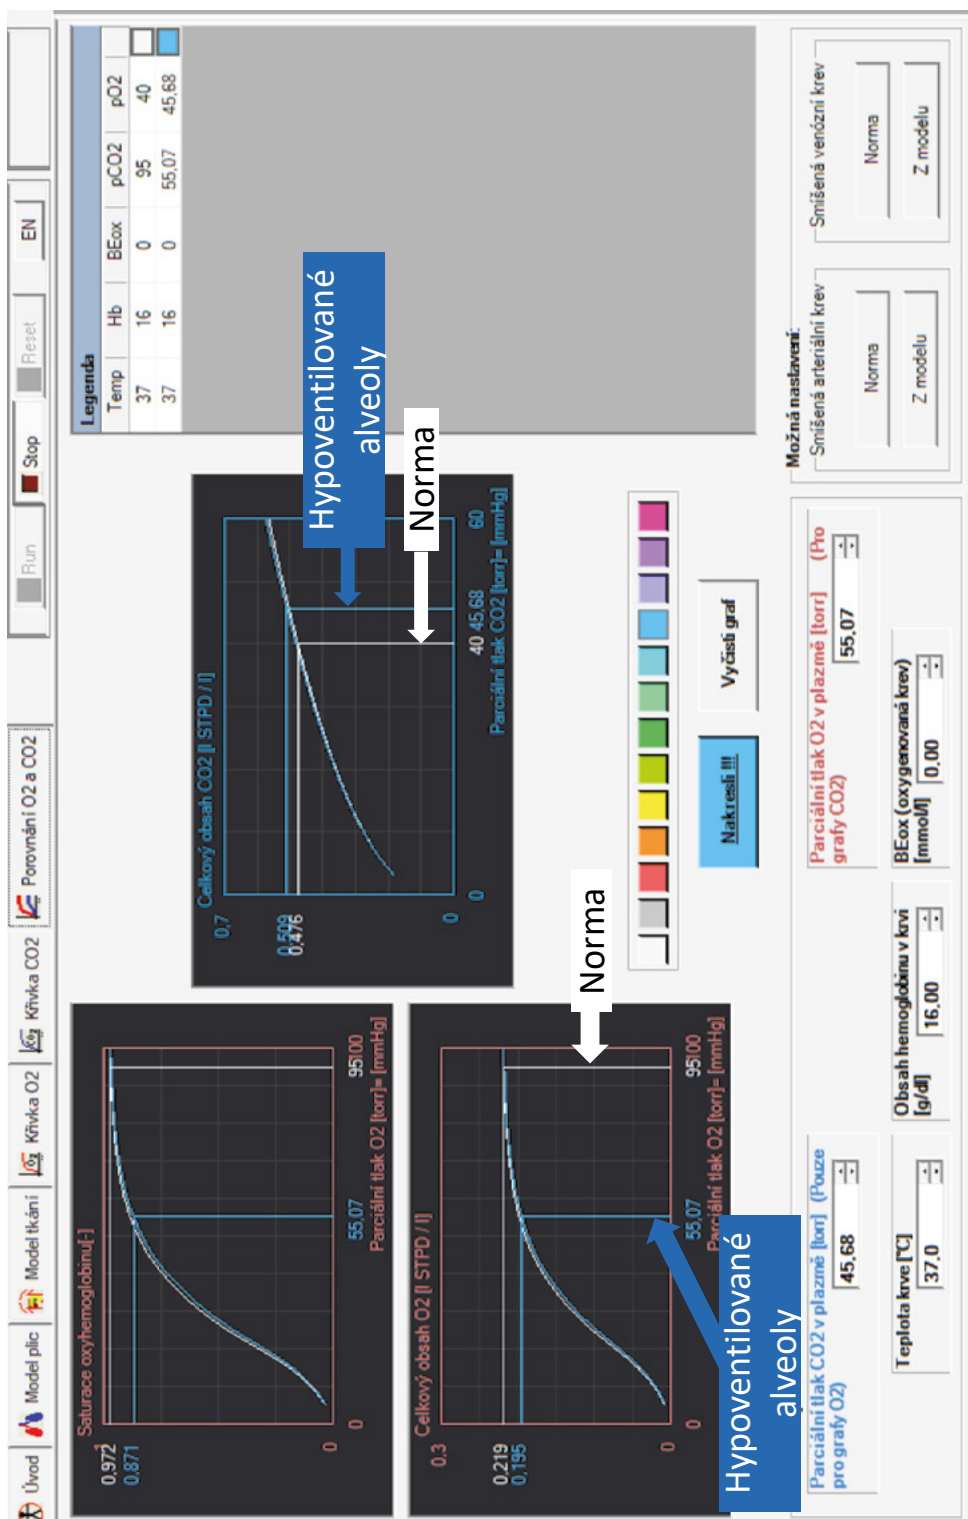 Úvod
Model plic
Model tkání
Křivka O2
Křivka CO2
Porovnání O2 a CO2
Run
Stop
Reset
EN
Saturace oxyhemoglobinu[-]
1
0,972
0,871
0
0
55,07
95
100
Parciální tlak O2 [torr]= [mmHg]
Celkový obsah O2 [l STPD / l]
0,3
0,219
0,195
0
0
55,07
95
100
Parciální tlak O2 [torr]= [mmHg]
Norma
Hypoventilované
alveoly
Celkový obsah CO2 [l STPD / l]
0,7
0,509
0,476
0
0
40
45,68
60
Parciální tlak CO2 [torr]= [mmHg]
Hypoventilované
alveoly
Norma
Legenda
Temp Hb BEox pCO2 pO2
37 16 0 95 40
37 16 0 55,07 45,68
Nakresli !!!
Vyčisti graf
Parciální tlak CO2 v plazmě [torr] (Pouze
pro grafy O2)
45,68
Parciální tlak O2 v plazmě [torr] (Pro
grafy CO2)
55,07
Teplota krve [°C]
37,0
Obsah hemoglobinu v krvi
[g/dl]
16,00
BEox (oxygenovaná krev)
[mmol/l]
0,00
Možná nastavení:
Smíšená arteriální krev
Norma
Z modelu
Smíšená venózní krev
Norma
Z modelu